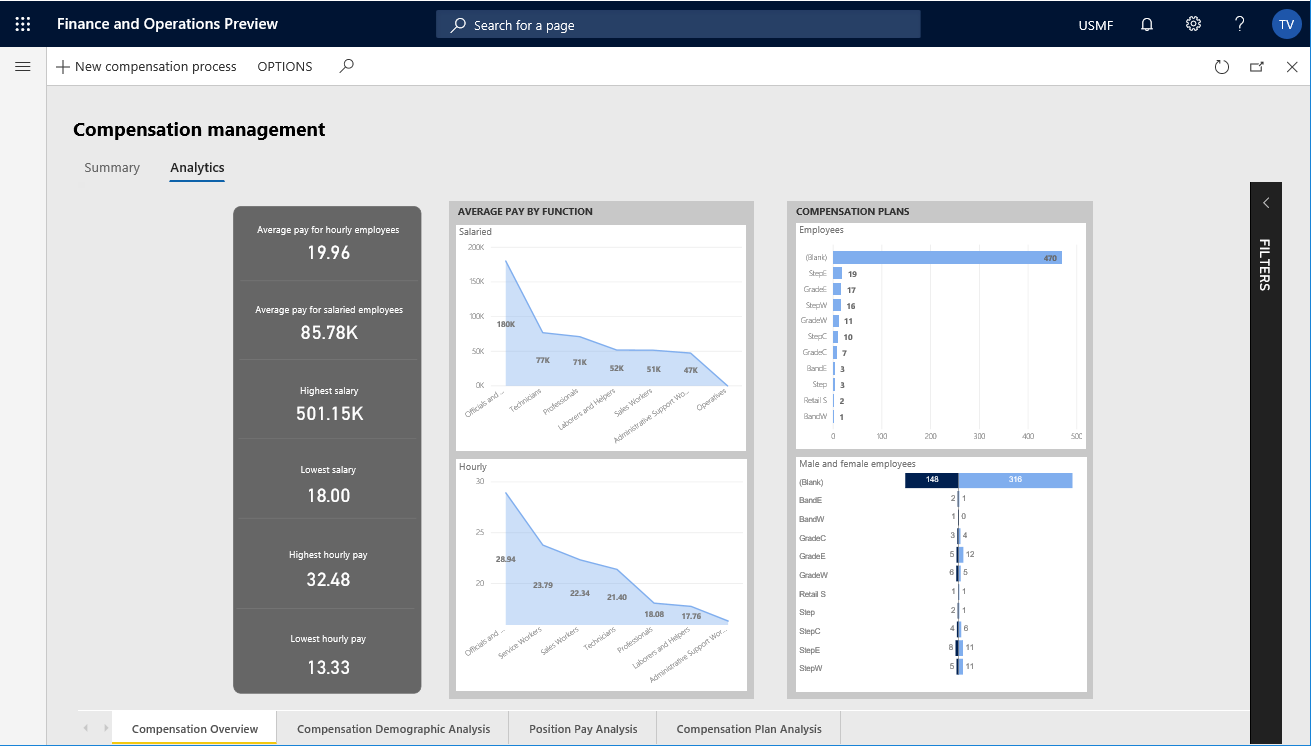 Finance and Operations Preview
Search for a page
USMF
?
TV
New compensation process
OPTIONS
Compensation management
Summary
Analytics
FILTERS
Average pay for hourly employees
19.96
Average pay for salaried employees
85.78K
Highest salary
501.15K
Lowest salary
18.00
Highest hourly pay
32.48
Lowest hourly pay
13.33
AVERAGE PAY BY FUNCTION
Salaried
200K
150K
100K
50K
0K
180K
77K
71K
52K
51K
47K
Officials and ...
Technicians
Professionals
Laborers and Helpers
Sales Workers
Administrative Support Wo...
Operatives
Hourly
30
25
20
28.94
23.79
22.34
21.40
18.08
17.76
Officials and ...
Service Workers
Sales Workers
Technicians
Professionals
Laborers and Helpers
Administrative Support Wor...
COMPENSATION PLANS
Employees
(Blank) 470
StepE 19
GradeE 17
StepW 16
GradeW 11
StepC 10
GradeC 7
BandE 3
Step 3
Retail S 2
BandW 1
0 100 200 300 400 500
Male and female employees
(Blank) 148 316
BandE 2 1
BandW 1 0
GradeC 3 4
GradeE 5 12
GradeW 6 5
Retail S 1 1
Step 2 1
StepC 4 6
StepE 8 11
StepW 5 11
Compensation Overview
Compensation Demographic Analysis
Position Pay Analysis
Compensation Plan Analysis